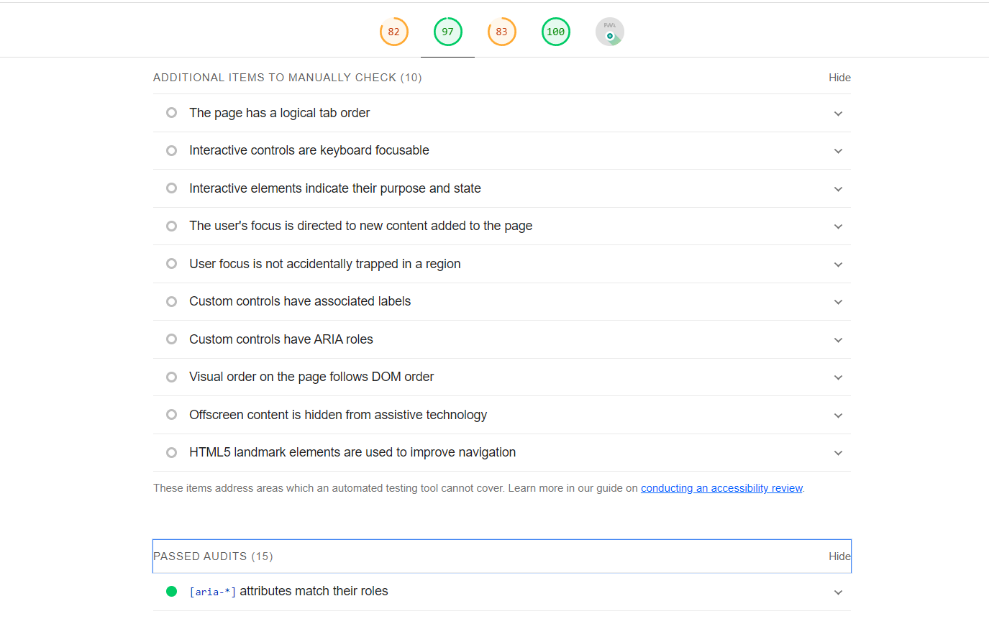 82 97 83 100 PWA
ADDITIONAL ITEMS TO MANUALLY CHECK (10) Hide
The page has a logical tab order
Interactive controls are keyboard focusable
Interactive elements indicate their purpose and state
The user's focus is directed to new content added to the page
User focus is not accidentally trapped in a region
Custom controls have associated labels
Custom controls have ARIA roles
Visual order on the page follows DOM order
Offscreen content is hidden from assistive technology
HTML5 landmark elements are used to improve navigation
These items address areas which an automated testing tool cannot cover. Learn more in our guide on conducting an accessibility review.
PASSED AUDITS (15) Hide
[aria-*] attributes match their roles